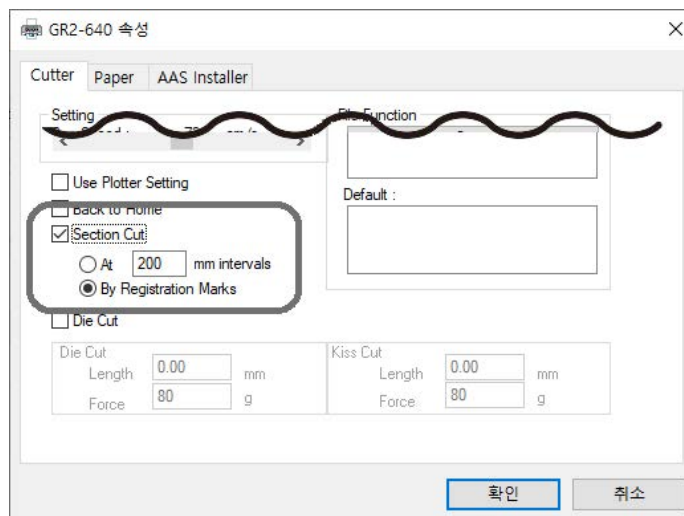 GR2-640 속성
Cutter Paper AAS Installer
Setting
File Function
Use Plotter Setting
Back to Home
Section Cut
At 200 mm intervals
By Registration Marks
Die Cut
Default :
Die Cut
Length 0.00 mm
Force 80 g
Kiss Cut
Length 0.00 mm
Force 80 g
확인 취소